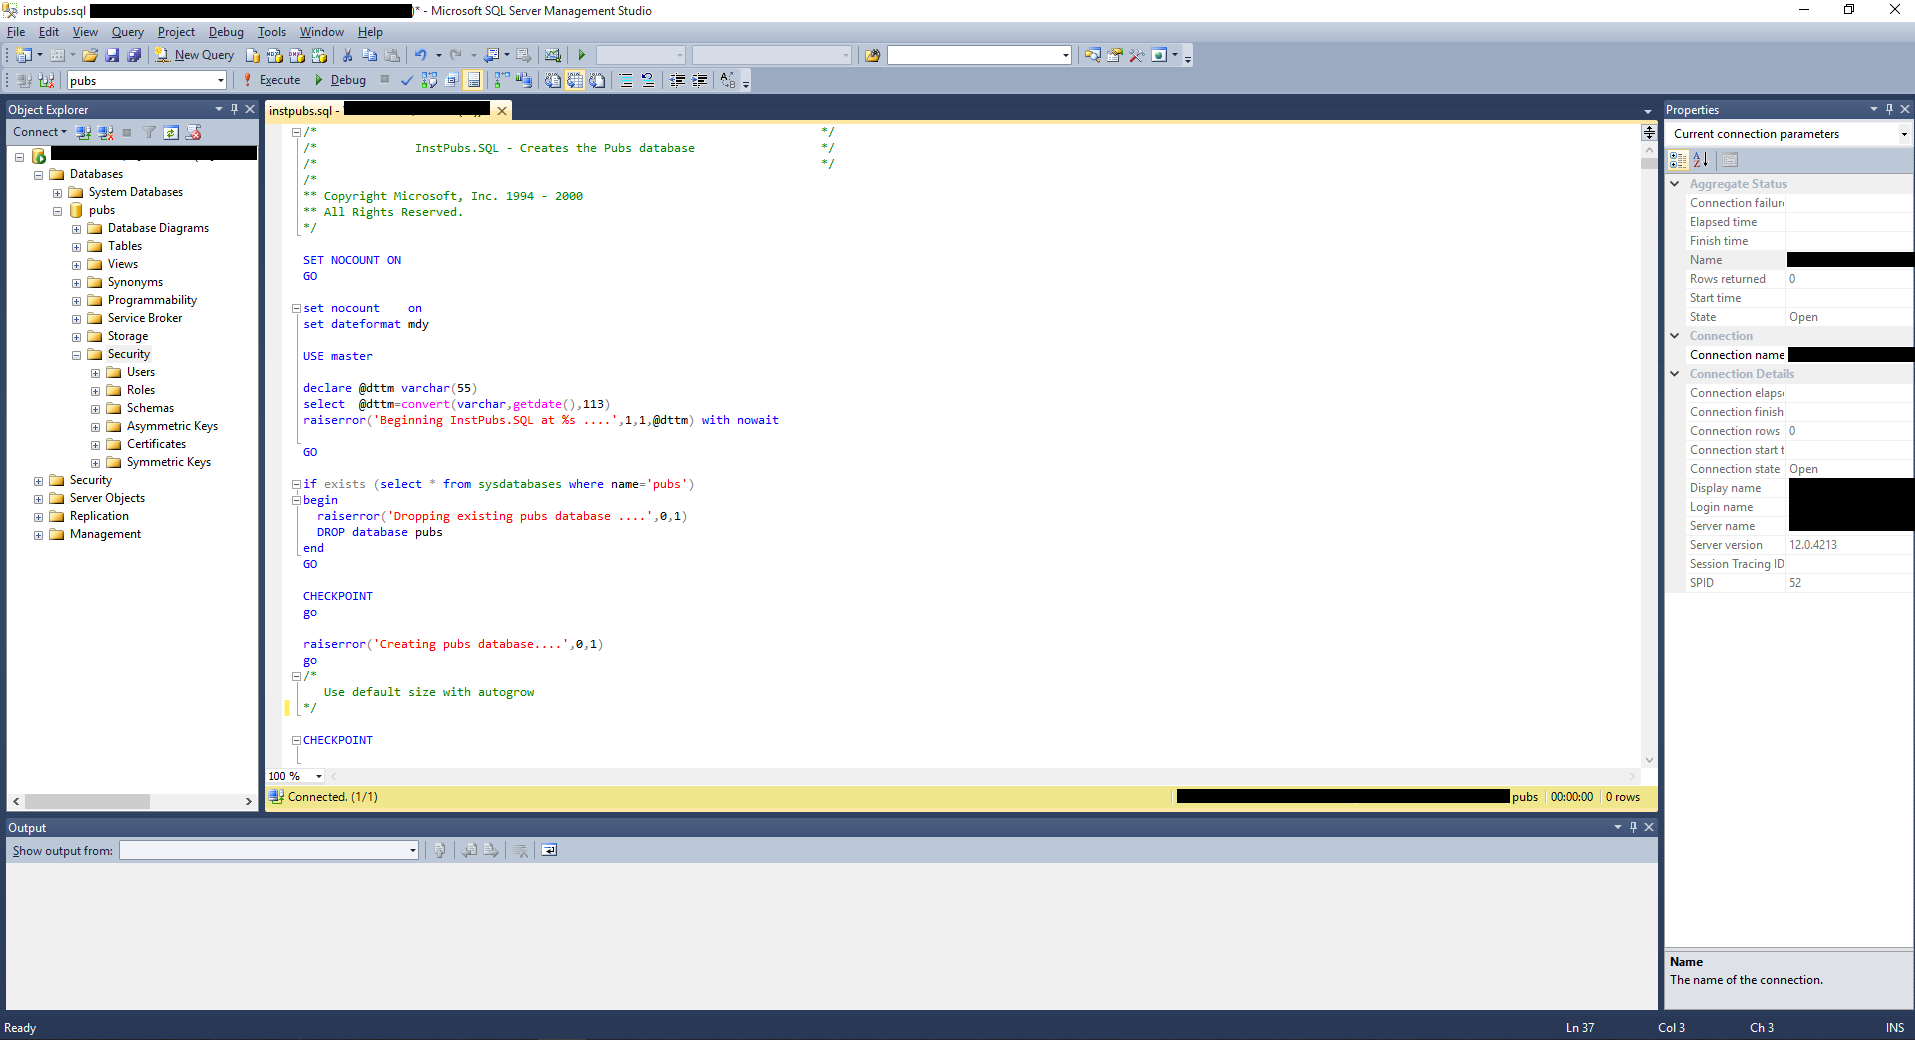 instpubs.sql )* - Microsoft SQL Server Management Studio
File Edit View Query Project Debug Tools Window Help
New Query
pubs Execute Debug
Object Explorer
Connect
Databases
System Databases
pubs
Database Diagrams
Tables
Views
Synonyms
Programmability
Service Broker
Storage
Security
Users
Roles
Schemas
Asymmetric Keys
Certificates
Symmetric Keys
Security
Server Objects
Replication
Management
instpubs.sql -
/* */
/* InstPubs.SQL - Creates the Pubs database */
/* */
/*
** Copyright Microsoft, Inc. 1994 - 2000
** All Rights Reserved.
*/
SET NOCOUNT ON
GO
set nocount on
set dateformat mdy
USE master
declare @dttm varchar(55)
select @dttm=convert(varchar,getdate(),113)
raiserror('Beginning InstPubs.SQL at %s ....',1,1,@dttm) with nowait
GO
if exists (select * from sysdatabases where name='pubs')
begin
raiserror('Dropping existing pubs database ....',0,1)
DROP database pubs
end
GO
CHECKPOINT
go
raiserror('Creating pubs database....',0,1)
go
/*
Use default size with autogrow
*/
CHECKPOINT
100 %
Connected. (1/1) pubs 00:00:00 0 rows
Properties
Current connection parameters
Aggregate Status
Connection failure
Elapsed time
Finish time
Name
Rows returned 0
Start time
State Open
Connection
Connection name
Connection Details
Connection elaps
Connection finish
Connection rows 0
Connection start t
Connection state Open
Display name
Login name
Server name
Server version 12.0.4213
Session Tracing ID
SPID 52
Name
The name of the connection.
Output
Show output from:
Ready Ln 37 Col 3 Ch 3 INS